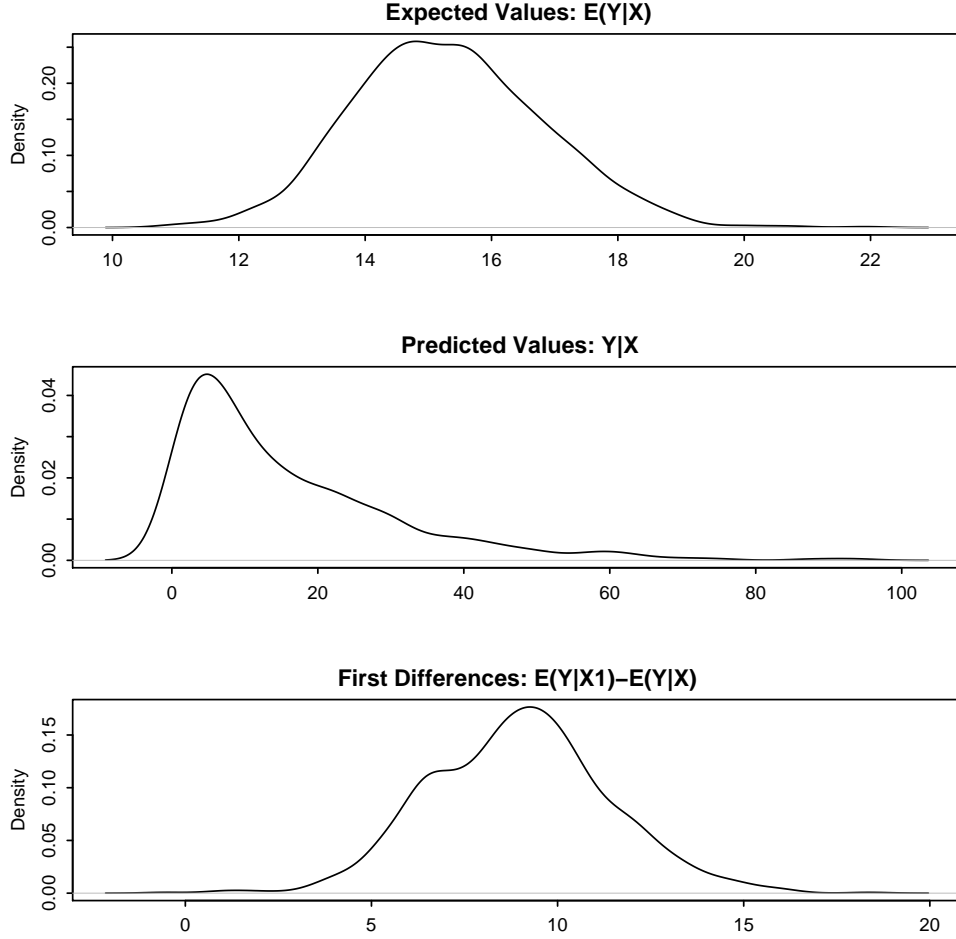 Expected Values: E(Y|X)
Density
0.00 0.10 0.20
10 12 14 16 18 20 22
Predicted Values: Y|X
Density
0.00 0.02 0.04
0 20 40 60 80 100
First Differences: E(Y|X1)−E(Y|X)
Density
0.00 0.05 0.10 0.15
0 5 10 15 20